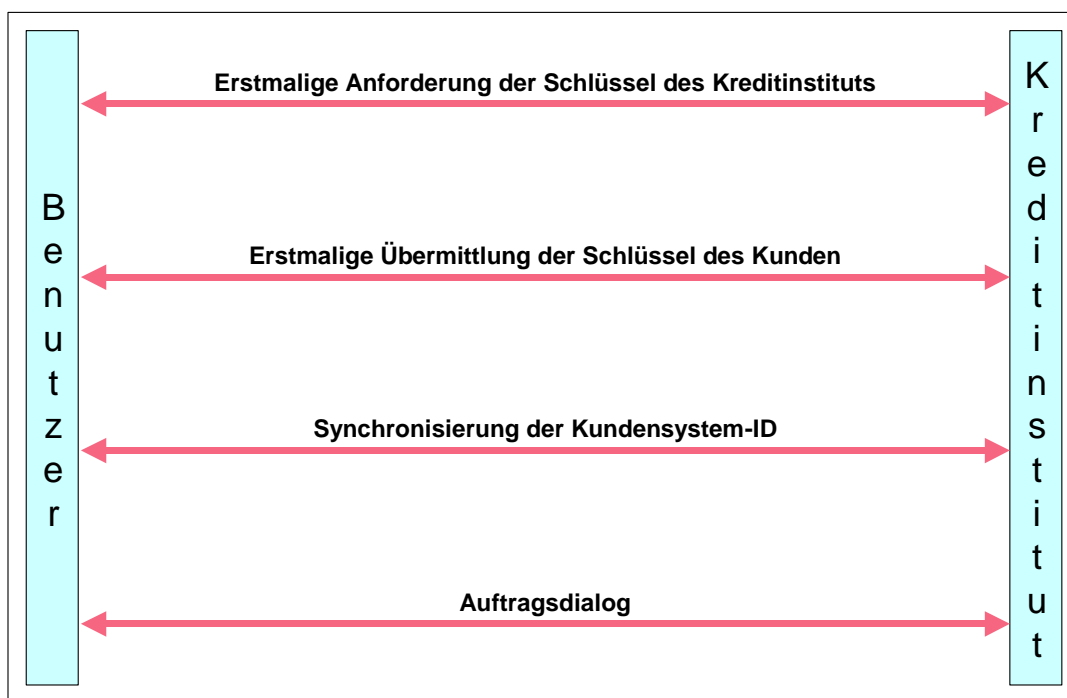 Benutzer
Erstmalige Anforderung der Schlüssel des Kreditinstituts
Erstmalige Übermittlung der Schlüssel des Kunden
Synchronisierung der Kundensystem-ID
Auftragsdialog
Kreditinstitut